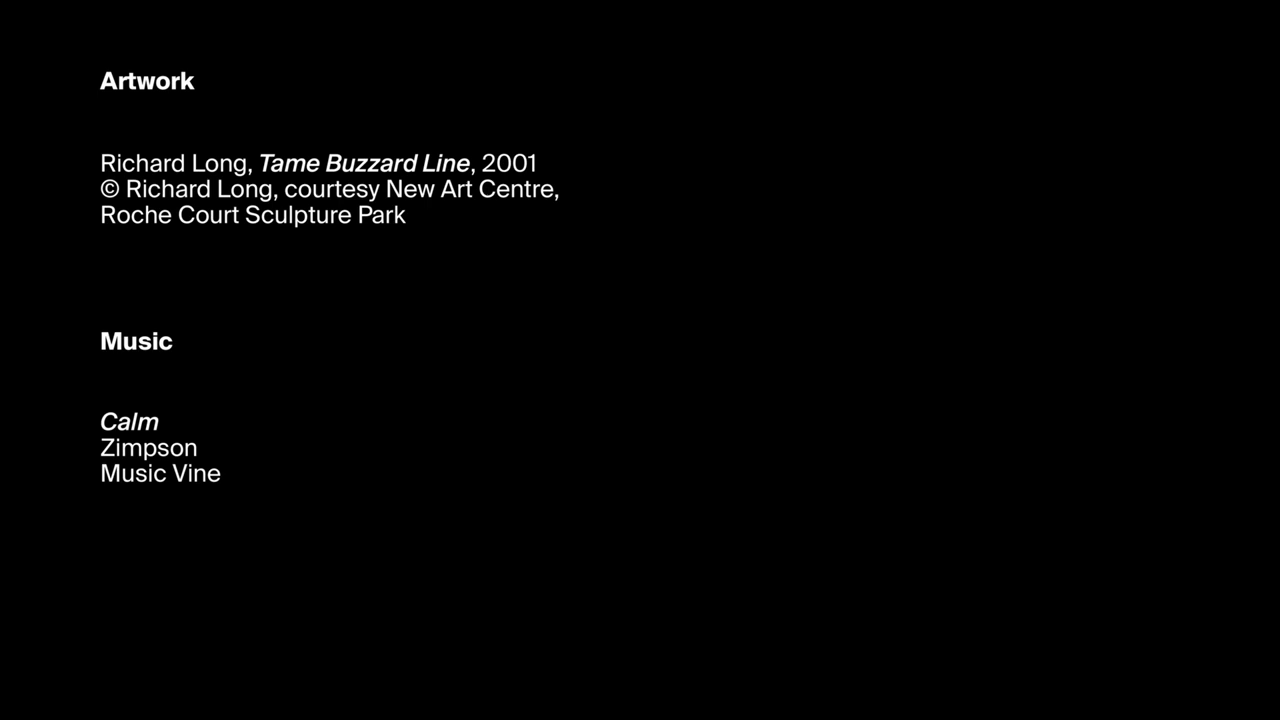 Artwork
Richard Long, Tame Buzzard Line, 2001
© Richard Long, courtesy New Art Centre,
Roche Court Sculpture Park
Music
Calm
Zimpson
Music Vine